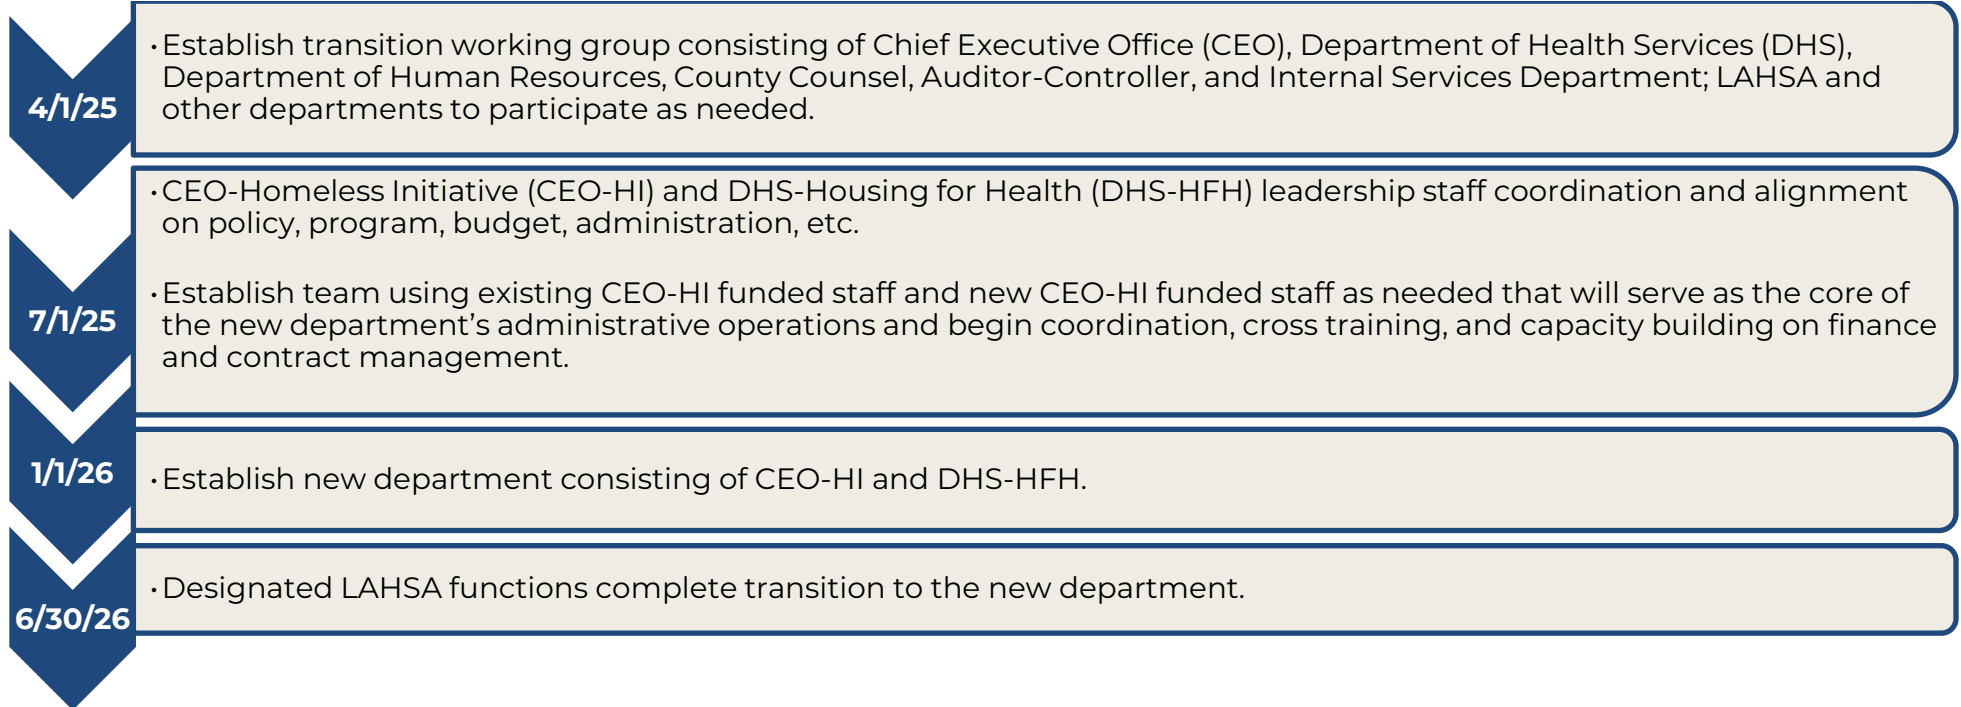 4/1/25
·Establish transition working group consisting of Chief Executive Office (CEO), Department of Health Services (DHS),
Department of Human Resources, County Counsel, Auditor-Controller, and Internal Services Department; LAHSA and
other departments to participate as needed.
7/1/25
·CEO-Homeless Initiative (CEO-HI) and DHS-Housing for Health (DHS-HFH) leadership staff coordination and alignment
on policy, program, budget, administration, etc.
·Establish team using existing CEO-HI funded staff and new CEO-HI funded staff as needed that will serve as the core of
the new department’s administrative operations and begin coordination, cross training, and capacity building on finance
and contract management.
1/1/26
·Establish new department consisting of CEO-HI and DHS-HFH.
6/30/26
·Designated LAHSA functions complete transition to the new department.